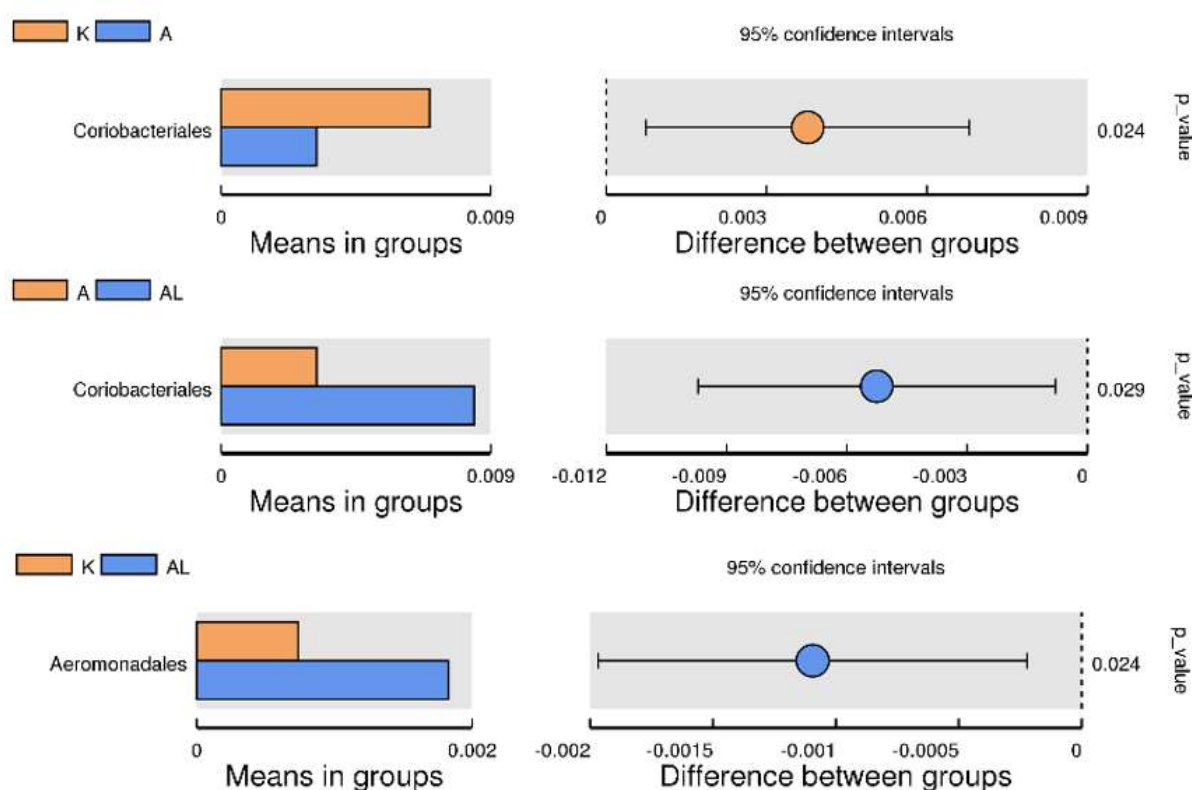 K A
95% confidence intervals
Coriobacteriales
0.024
p_value
0 0.009
0 0.003 0.006 0.009
Means in groups
Difference between groups
A AL
95% confidence intervals
Coriobacteriales
0.029
p_value
0 0.009
-0.012 -0.009 -0.006 -0.003 0
Means in groups
Difference between groups
K AL
95% confidence intervals
Aeromonadales
0.024
p_value
0 0.002
-0.002 -0.0015 -0.001 -0.0005 0
Means in groups
Difference between groups